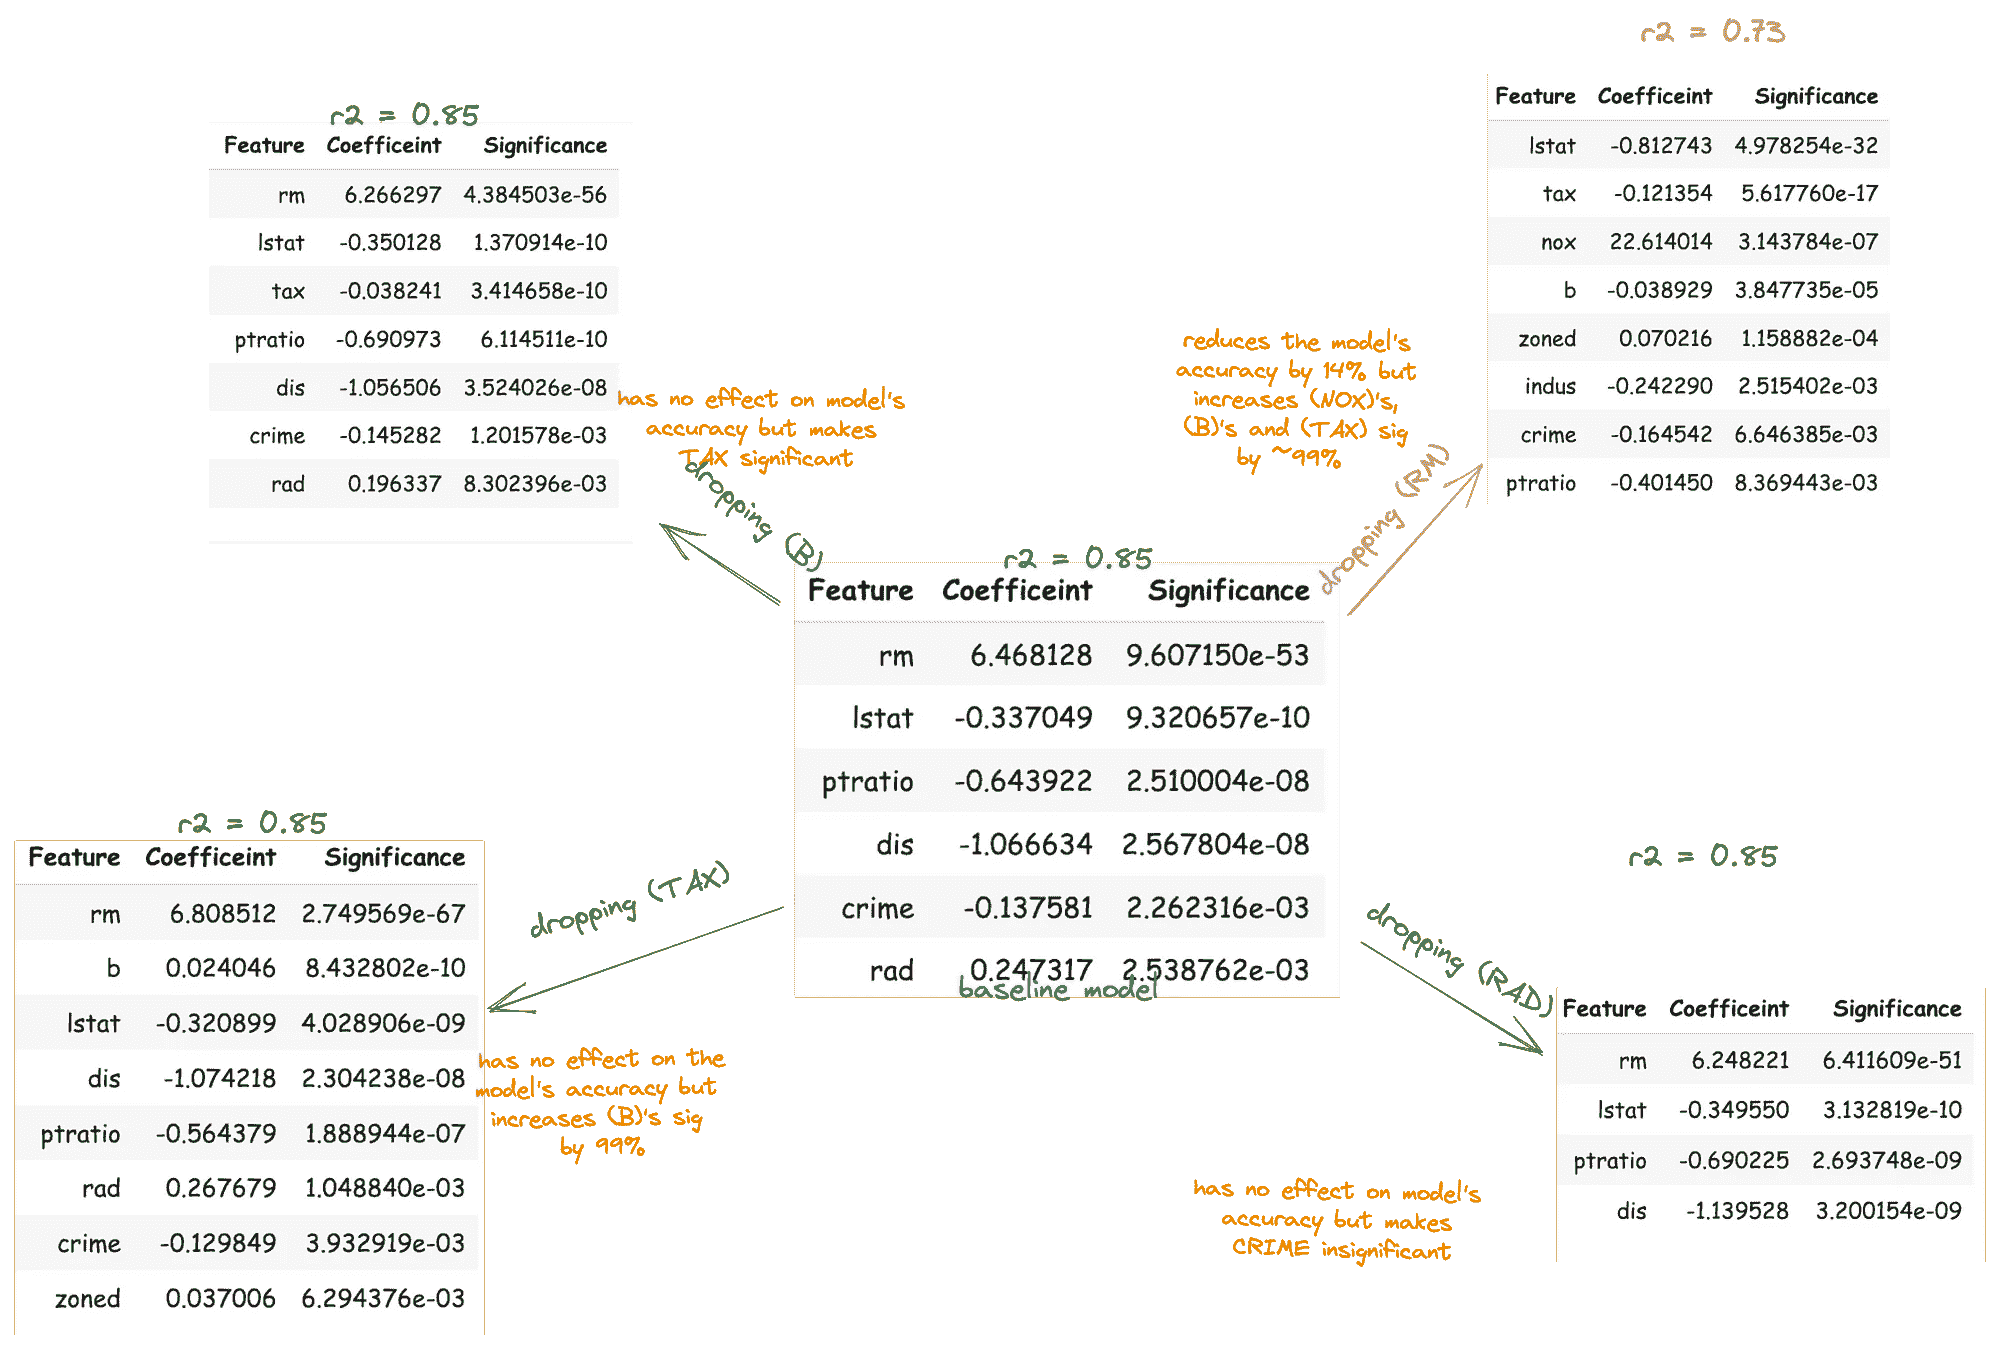 r2 = 0.85
Feature Coefficeint Significance
rm 6.266297 4.384503e-56
lstat -0.350128 1.370914e-10
tax -0.038241 3.414658e-10
ptratio -0.690973 6.114511e-10
dis -1.056506 3.524026e-08
crime -0.145282 1.201578e-03
rad 0.196337 8.302396e-03
has no effect on model's
accuracy but makes
TAX significant
dropping (B)
r2 = 0.73
Feature Coefficeint Significance
lstat -0.812743 4.978254e-32
tax -0.121354 5.617760e-17
nox 22.614014 3.143784e-07
b -0.038929 3.847735e-05
zoned 0.070216 1.158882e-04
indus -0.242290 2.515402e-03
crime -0.164542 6.646385e-03
ptratio -0.401450 8.369443e-03
reduces the model's
accuracy by 14% but
increases (NOX)'s,
(B)'s and (TAX) sig
by ~99%
dropping (RM)
r2 = 0.85
Feature Coefficeint Significance
rm 6.468128 9.607150e-53
lstat -0.337049 9.320657e-10
ptratio -0.643922 2.510004e-08
dis -1.066634 2.567804e-08
crime -0.137581 2.262316e-03
rad 0.247317 2.538762e-03
baseline model
r2 = 0.85
Feature Coefficeint Significance
rm 6.808512 2.749569e-67
b 0.024046 8.432802e-10
lstat -0.320899 4.028906e-09
dis -1.074218 2.304238e-08
ptratio -0.564379 1.888944e-07
rad 0.267679 1.048840e-03
crime -0.129849 3.932919e-03
zoned 0.037006 6.294376e-03
dropping (TAX)
has no effect on the
model's accuracy but
increases (B)'s sig
by 99%
r2 = 0.85
dropping (RAD)
Feature Coefficeint Significance
rm 6.248221 6.411609e-51
lstat -0.349550 3.132819e-10
ptratio -0.690225 2.693748e-09
dis -1.139528 3.200154e-09
has no effect on model's
accuracy but makes
CRIME insignificant